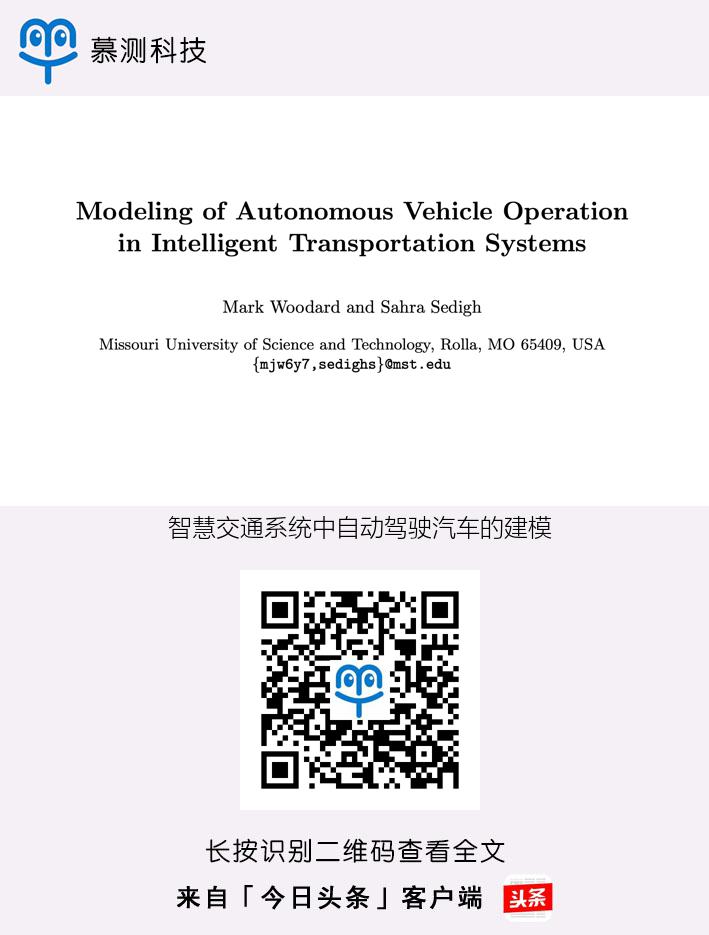 慕测科技
Modeling of Autonomous Vehicle Operation
in Intelligent Transportation Systems
Mark Woodard and Sahra Sedigh
Missouri University of Science and Technology, Rolla, MO 65409, USA
{mjw6y7,sedighs}@mst.edu
智慧交通系统中自动驾驶汽车的建模
长按识别二维码查看全文
来自「今日头条」客户端 头条